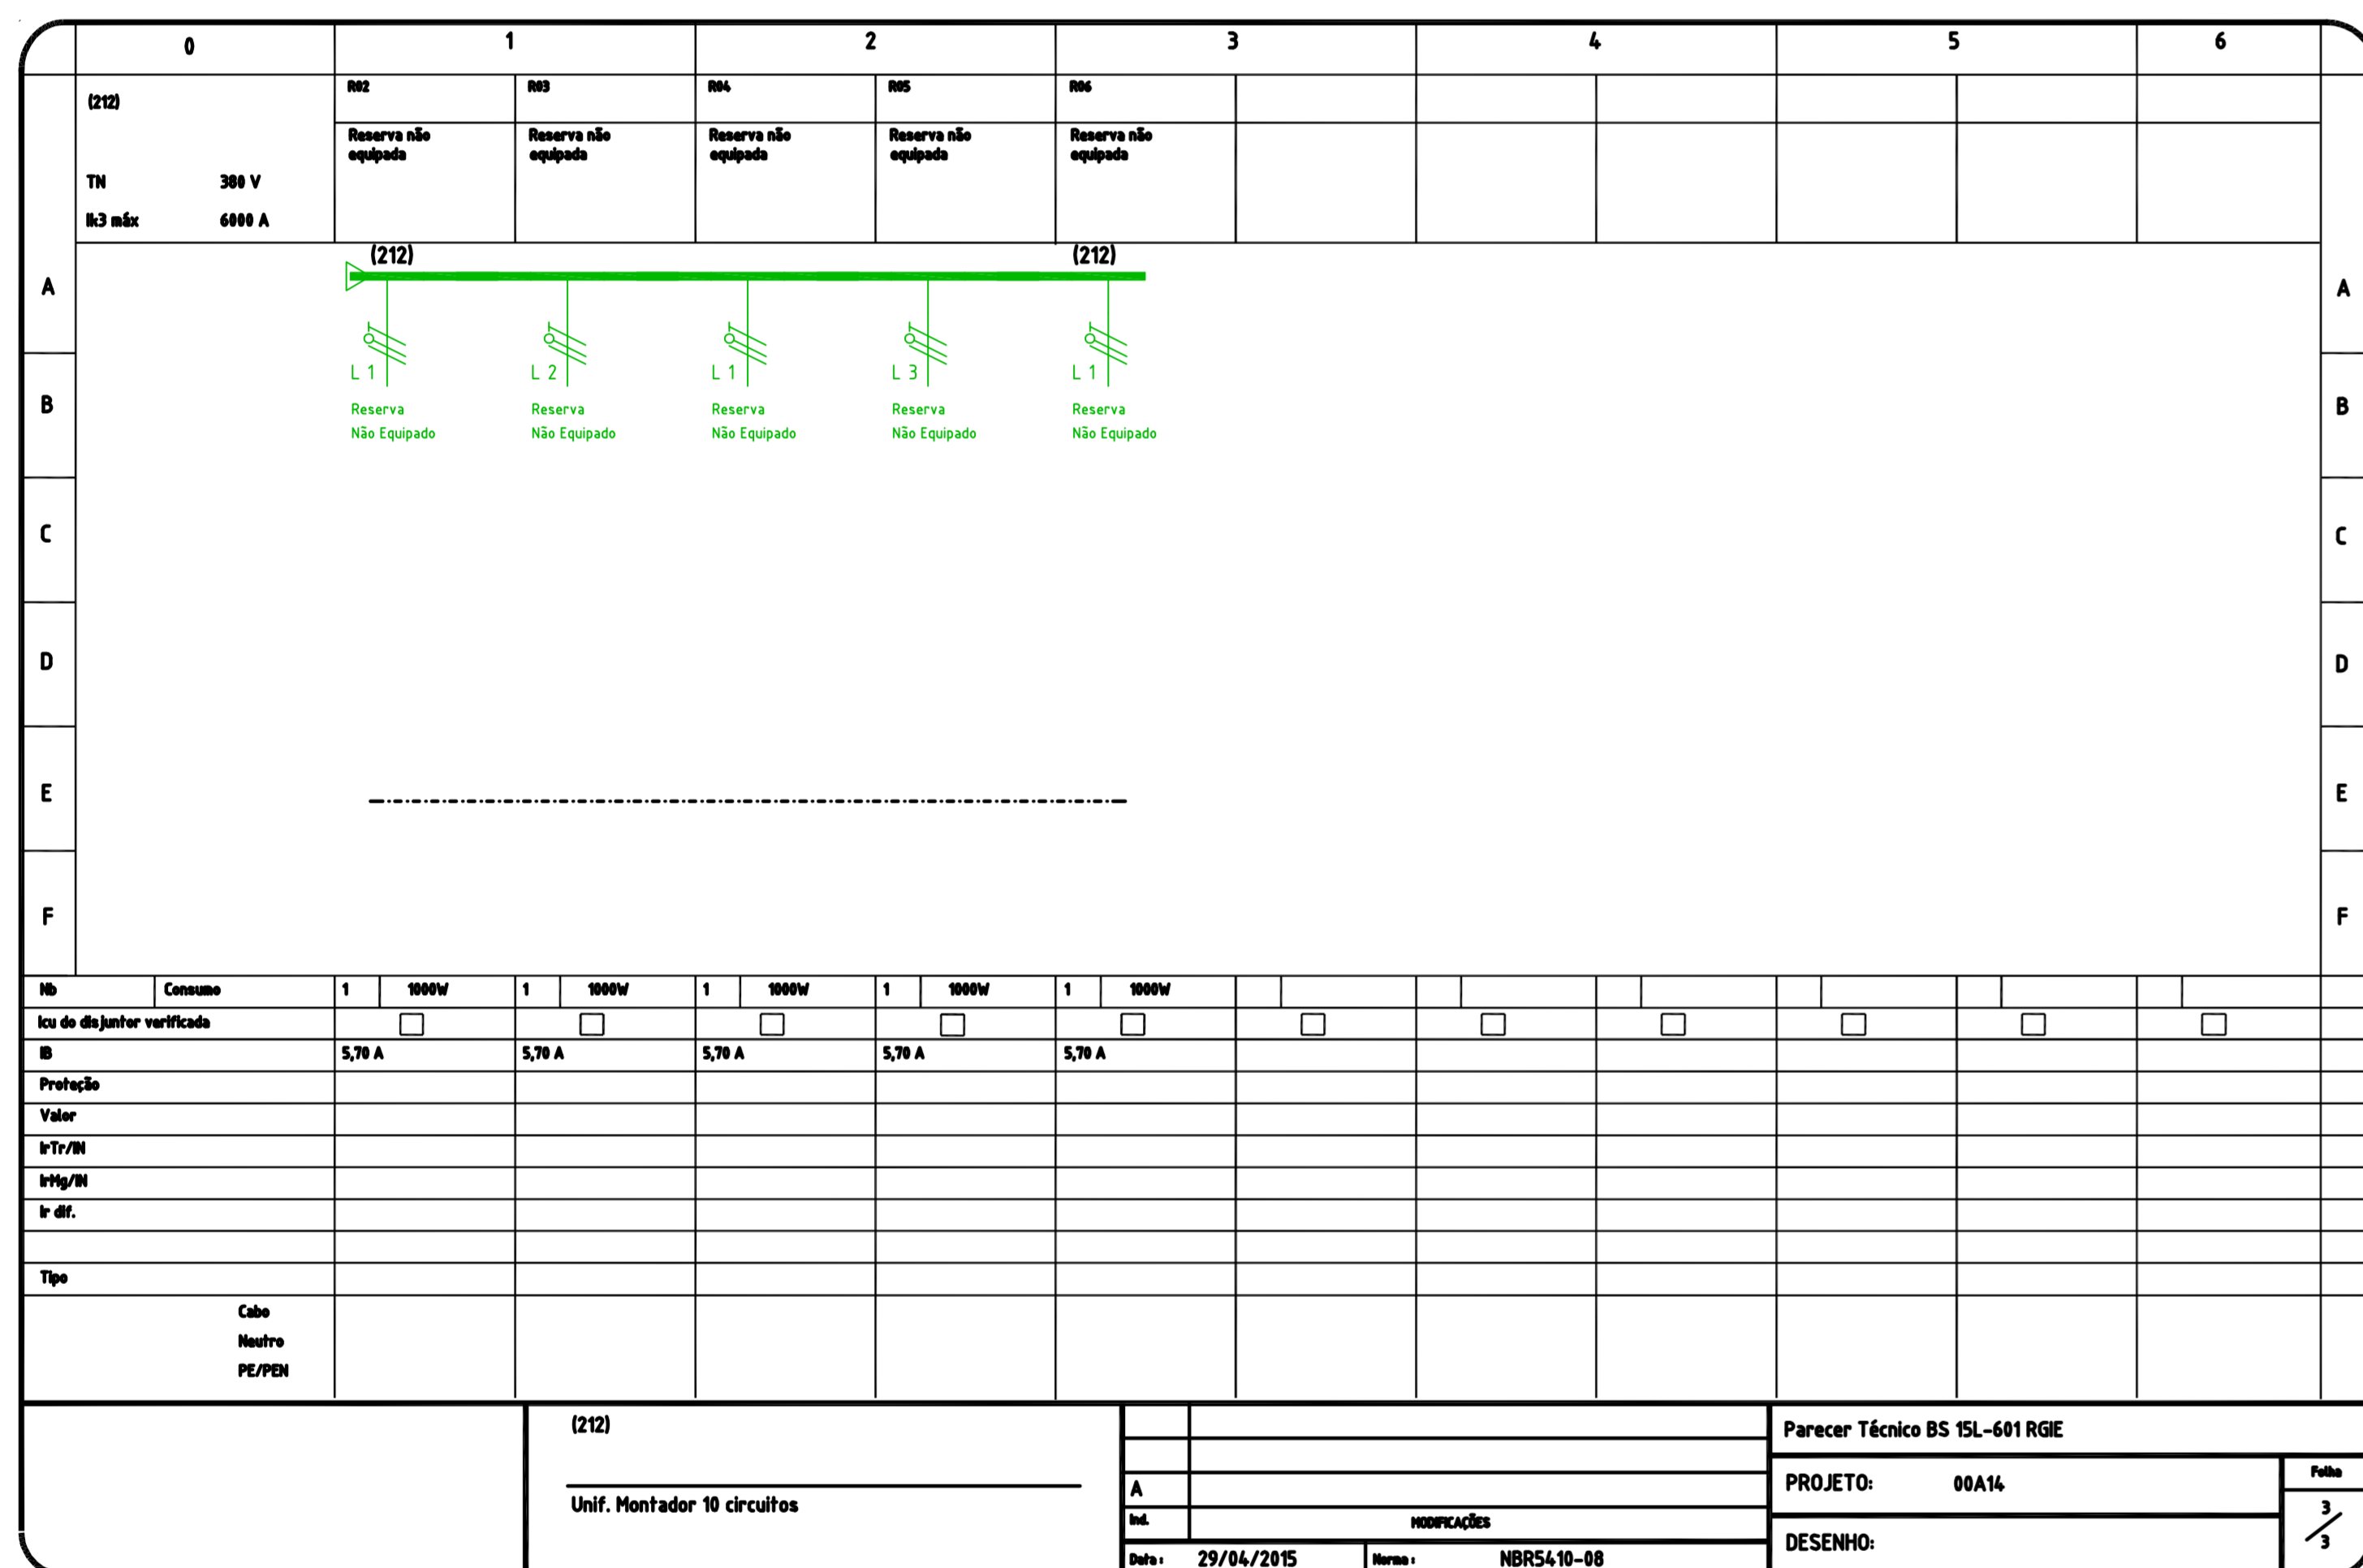 0 1 2 3 4 5 6
(212) R02 R03 R04 R05 R06
Reserva não Reserva não Reserva não Reserva não Reserva não
equipada equipada equipada equipada equipada
TN 380 V
Ik3 máx 6000 A
(212) (212)
A A
L 1 L 2 L 1 L 3 L 1
B Reserva Reserva Reserva Reserva Reserva B
Não Equipado Não Equipado Não Equipado Não Equipado Não Equipado
C C
D D
E E
F F
Nb Consumo 1 1000W 1 1000W 1 1000W 1 1000W 1 1000W
Icu do disjuntor verificada
IB 5,70 A 5,70 A 5,70 A 5,70 A 5,70 A
Proteção
Valor
IrTr/IN
IrMg/IN
Ir dif.
Tipo
Cabo
Neutro
PE/PEN
(212)
Unif. Montador 10 circuitos
A
Ind. MODIFICAÇÕES
Data : 29/04/2015 Norma : NBR5410-08
Parecer Técnico BS 15L-601 RGIE
PROJETO: 00A14
DESENHO:
Folha
3/3